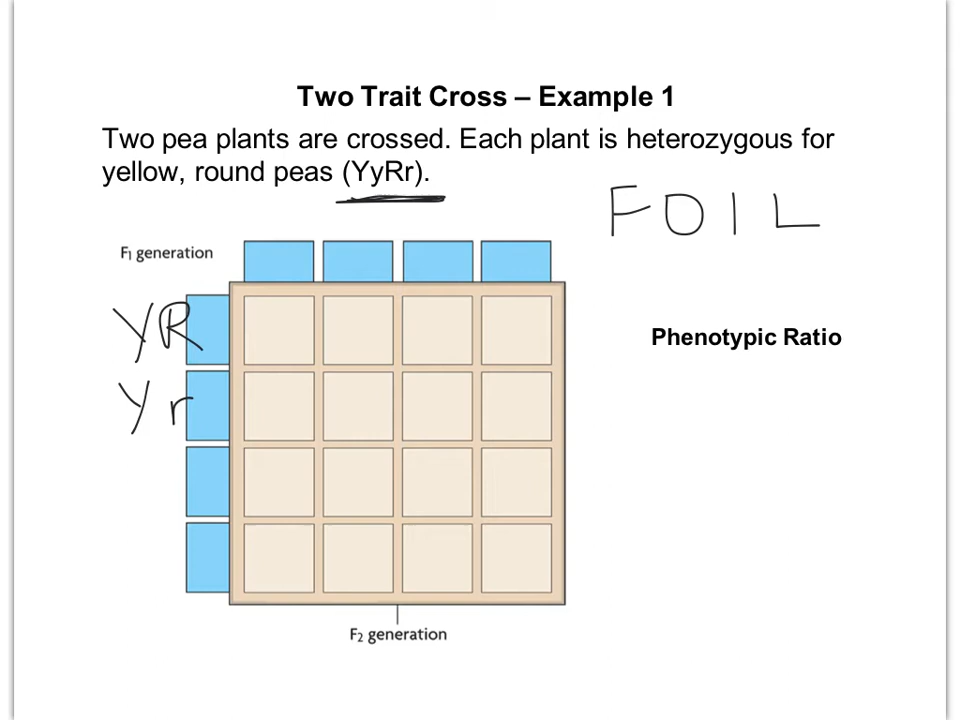 Two Trait Cross – Example 1
Two pea plants are crossed. Each plant is heterozygous for
yellow, round peas (YyRr).
FOIL
F₁ generation
YR
Yr
Phenotypic Ratio
F₂ generation